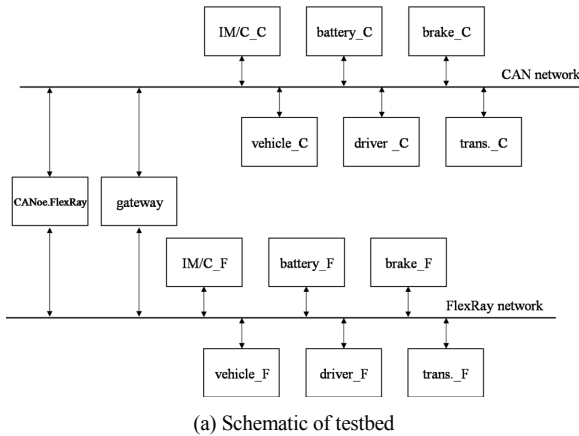 IM/C_C battery_C brake_C
CAN network
vehicle_C driver _C trans._C
CANoe.FlexRay gateway
IM/C_F battery_F brake_F
FlexRay network
vehicle_F driver_F trans._F
(a) Schematic of testbed